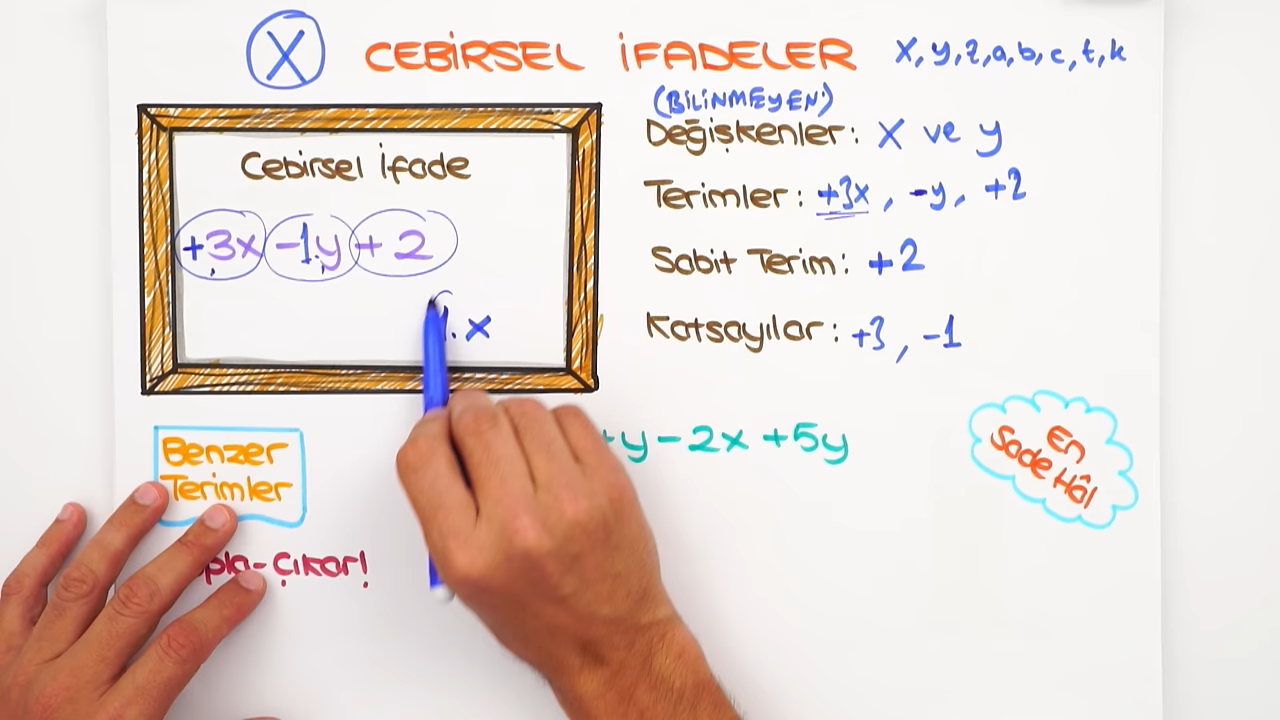 X CEBİRSEL İFADELER x, y, z, a, b, c, t, k
(BİLİNMEYEN)
Değişkenler: x ve y
Cebirsel İfade
Terimler: +3x, -y, +2
+3x -1.y + 2
Sabit Terim: +2
.x
Katsayılar: +3, -1
+y - 2x + 5y
En
Sade Hâl
Benzer
Terimler
Çıkar!